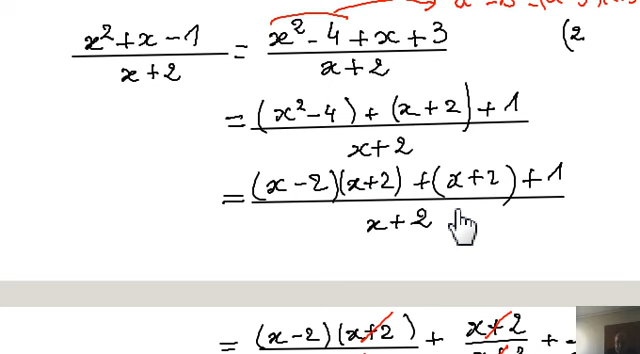 (2
(x² + x − 1)/(x + 2) = (x² − 4 + x + 3)/(x + 2)
= ((x² − 4) + (x + 2) + 1)/(x + 2)
= ((x − 2)(x + 2) + (x + 2) + 1)/(x + 2)
= (x − 2)(x + 2) + x + 2 +